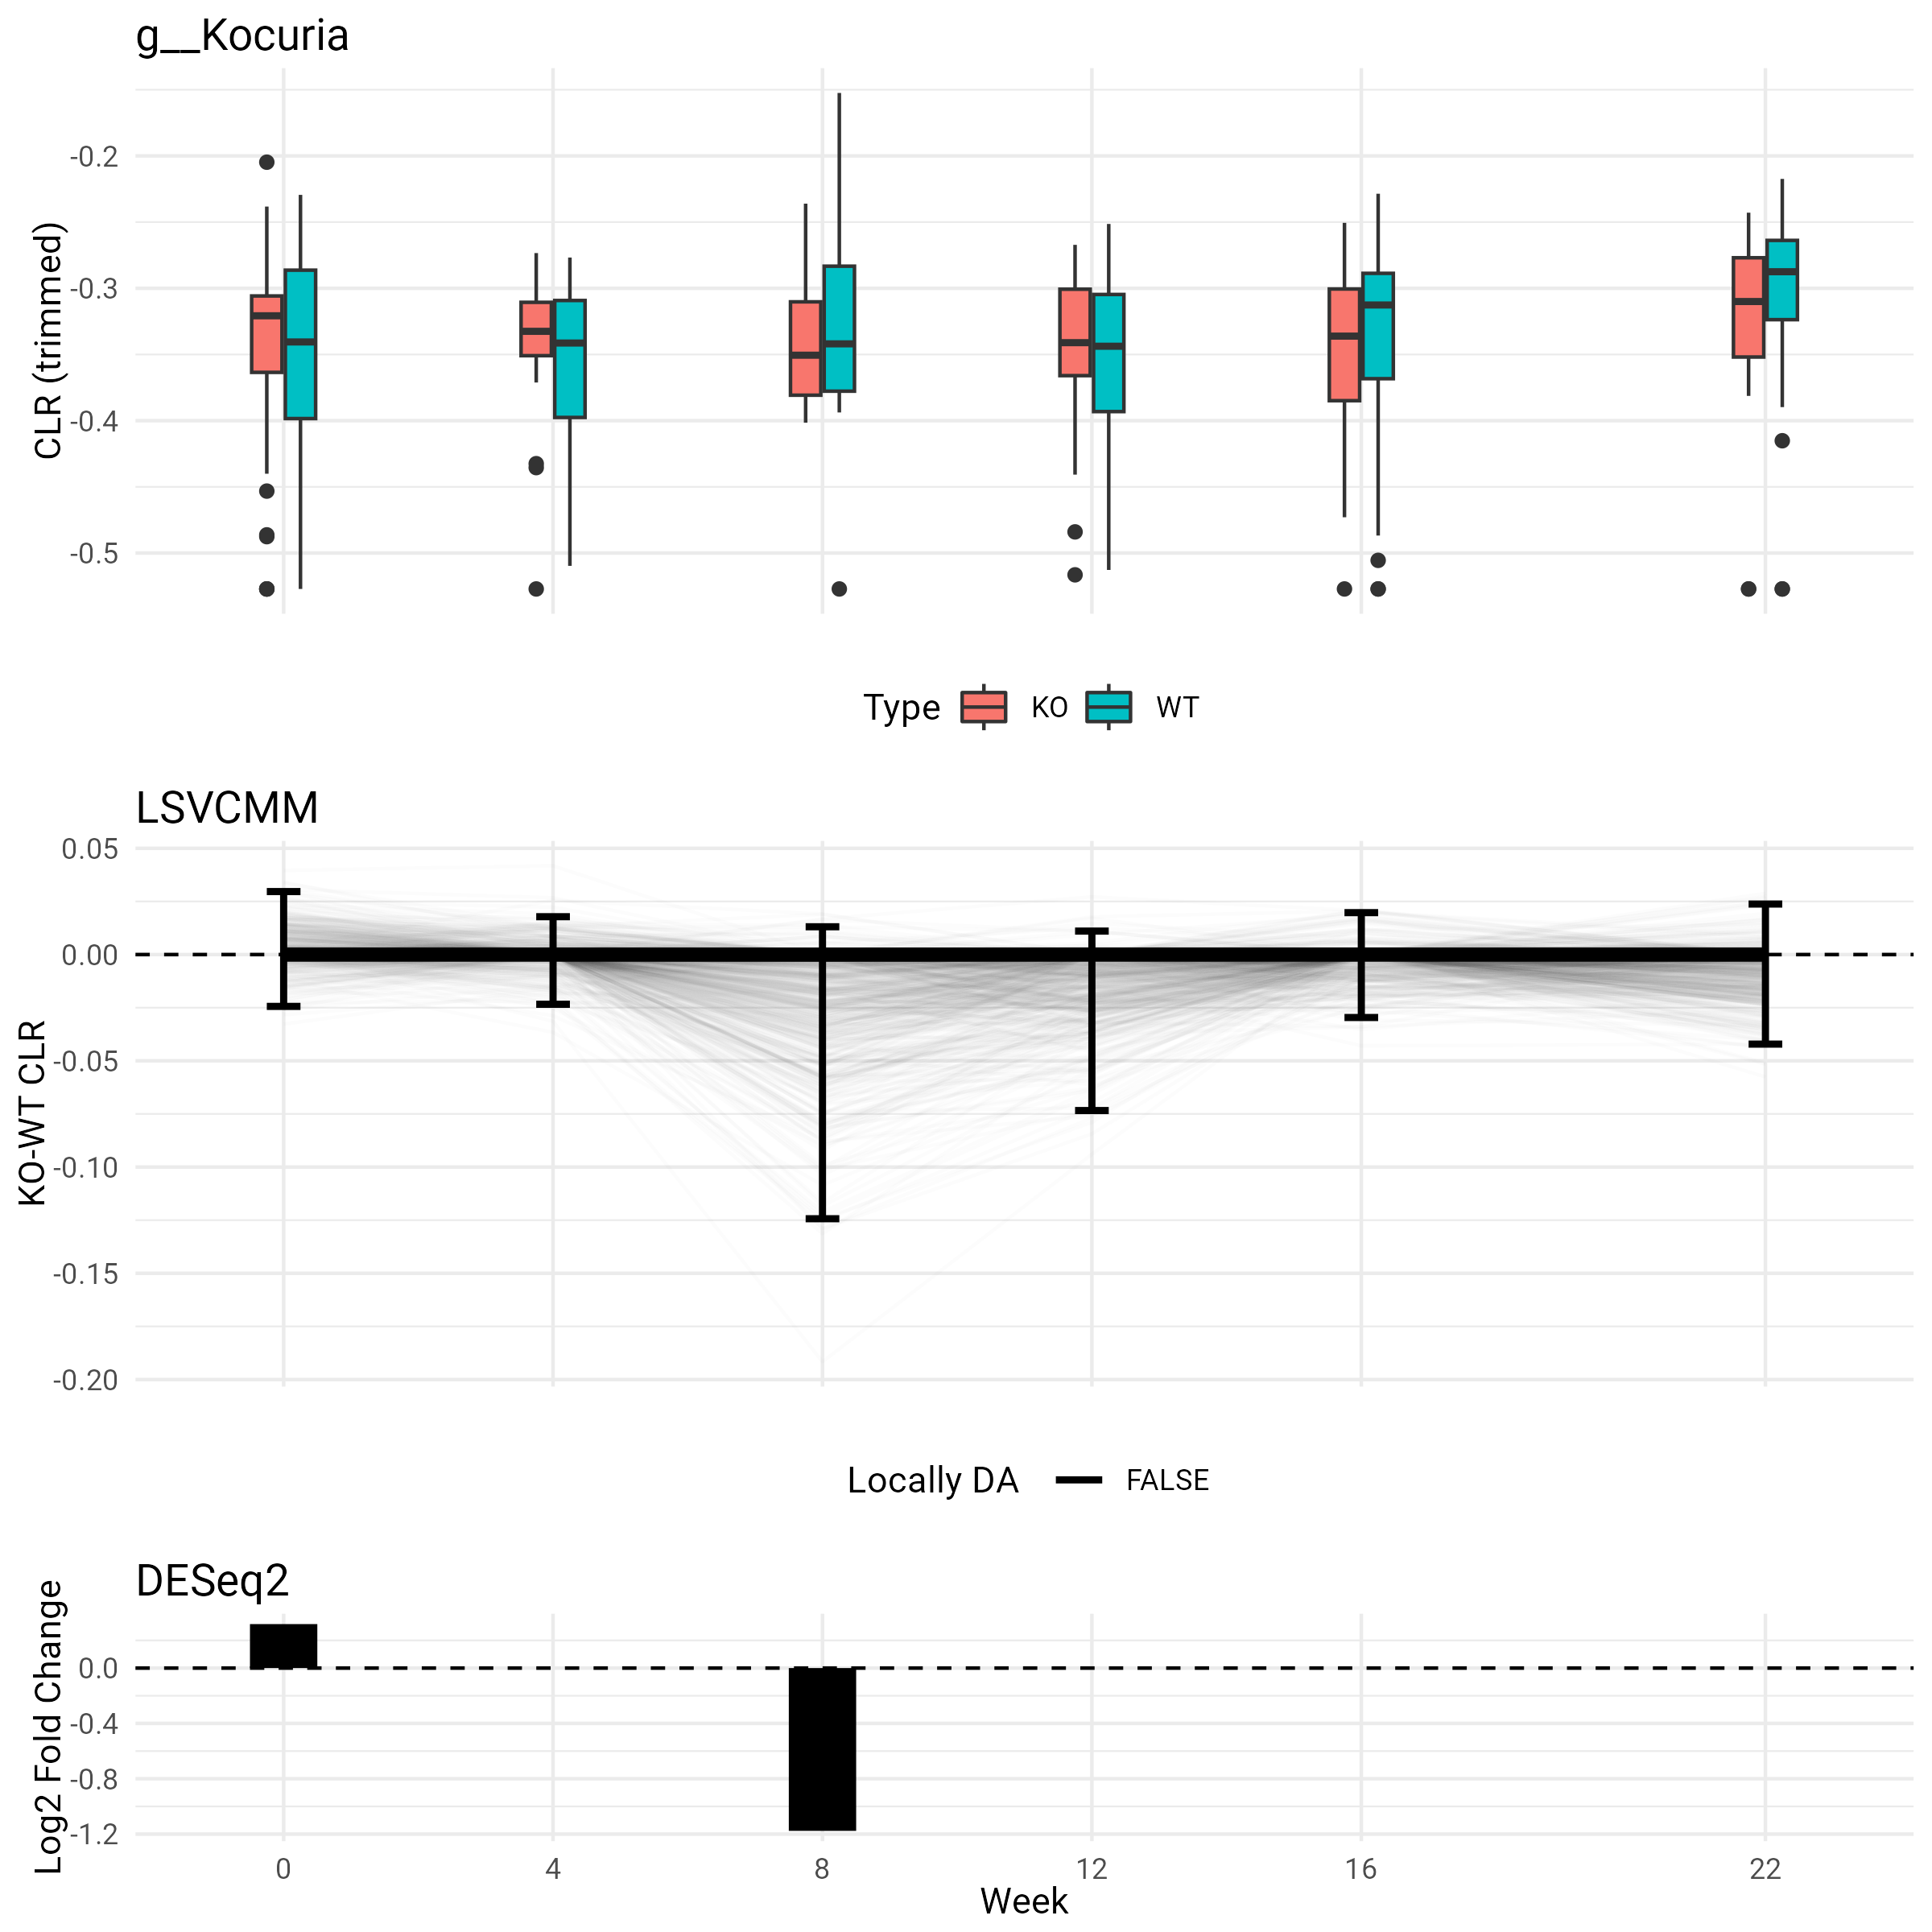 g__Kocuria
CLR (trimmed)
-0.2
-0.3
-0.4
-0.5
Type KO WT
LSVCMM
KO-WT CLR
0.05
0.00
-0.05
-0.10
-0.15
-0.20
Locally DA FALSE
DESeq2
Log2 Fold Change
0.0
-0.4
-0.8
-1.2
0 4 8 12 16 22
Week